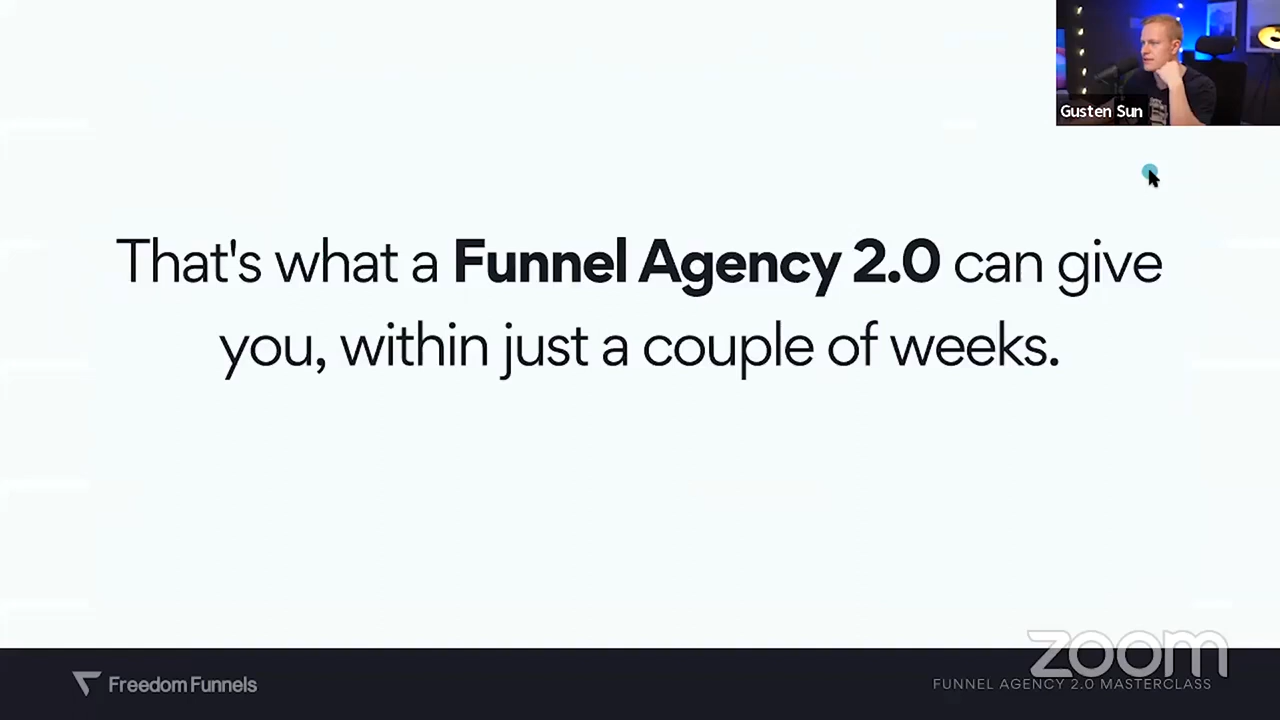 Gusten Sun
That's what a Funnel Agency 2.0 can give
you, within just a couple of weeks.
zoom
Freedom Funnels
FUNNEL AGENCY 2.0 MASTERCLASS